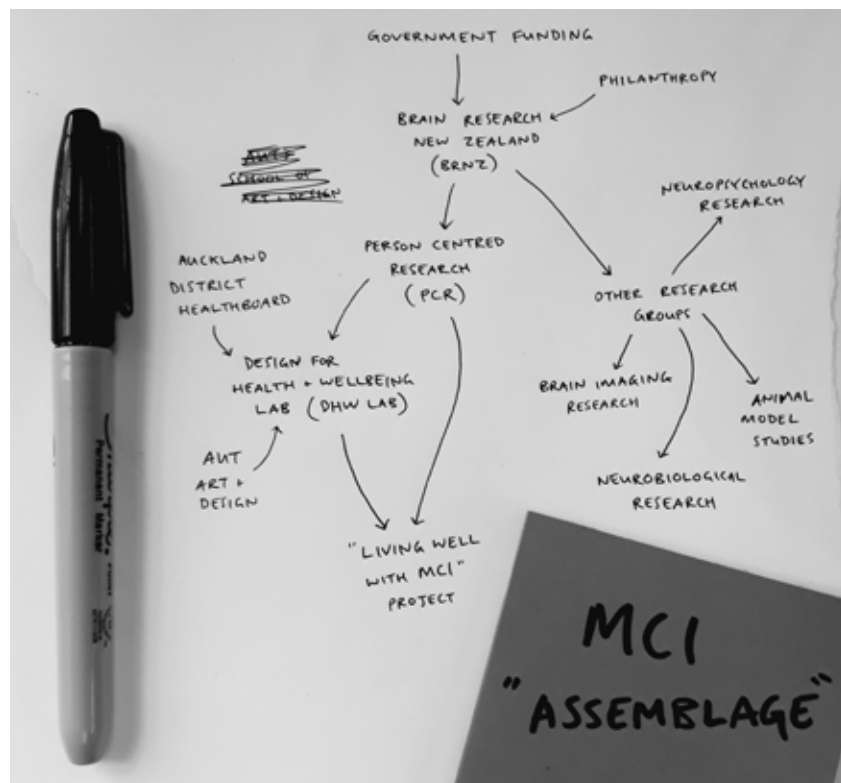 GOVERNMENT FUNDING
PHILANTHROPY
BRAIN RESEARCH
NEW ZEALAND
(BRNZ)
SCHOOL OF
ART + DESIGN
NEUROPSYCHOLOGY
RESEARCH
PERSON CENTRED
RESEARCH
(PCR)
AUCKLAND
DISTRICT
HEALTHBOARD
OTHER RESEARCH
GROUPS
DESIGN FOR
HEALTH + WELLBEING
LAB (DHW LAB)
BRAIN IMAGING
RESEARCH
ANIMAL
MODEL
STUDIES
AUT
ART +
DESIGN
NEUROBIOLOGICAL
RESEARCH
"LIVING WELL
WITH MCI"
PROJECT
Permanent Marker
MCI
"ASSEMBLAGE"